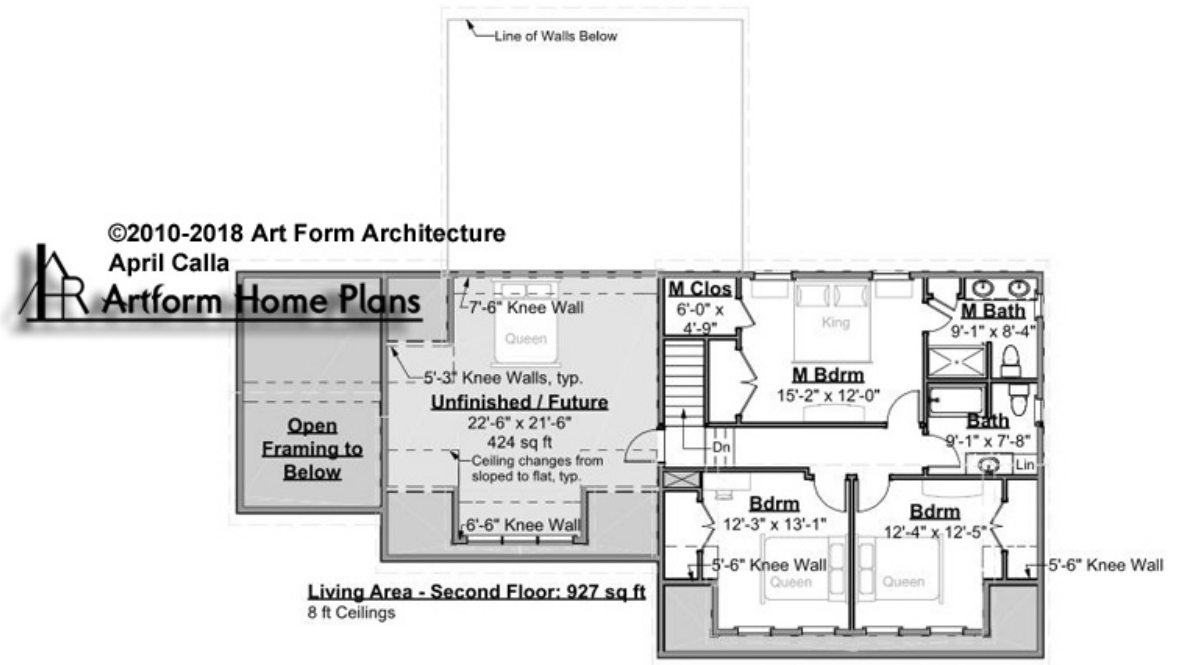 Line of Walls Below
©2010-2018 Art Form Architecture
April Calla
AHR Artform Home Plans
7'-6" Knee Wall
Queen
5'-3" Knee Walls, typ.
Unfinished / Future
22'-6" x 21'-6"
424 sq ft
Ceiling changes from
sloped to flat, typ.
Open
Framing to
Below
6'-6" Knee Wall
M Clos
6'-0" x
4'-9"
King
M Bdrm
15'-2" x 12'-0"
M Bath
9'-1" x 8'-4"
Bath
9'-1" x 7'-8"
Lin
Dn
Bdrm
12'-3" x 13'-1"
5'-6" Knee Wall
Queen
Bdrm
12'-4" x 12'-5"
Queen
5'-6" Knee Wall
Living Area - Second Floor: 927 sq ft
8 ft Ceilings